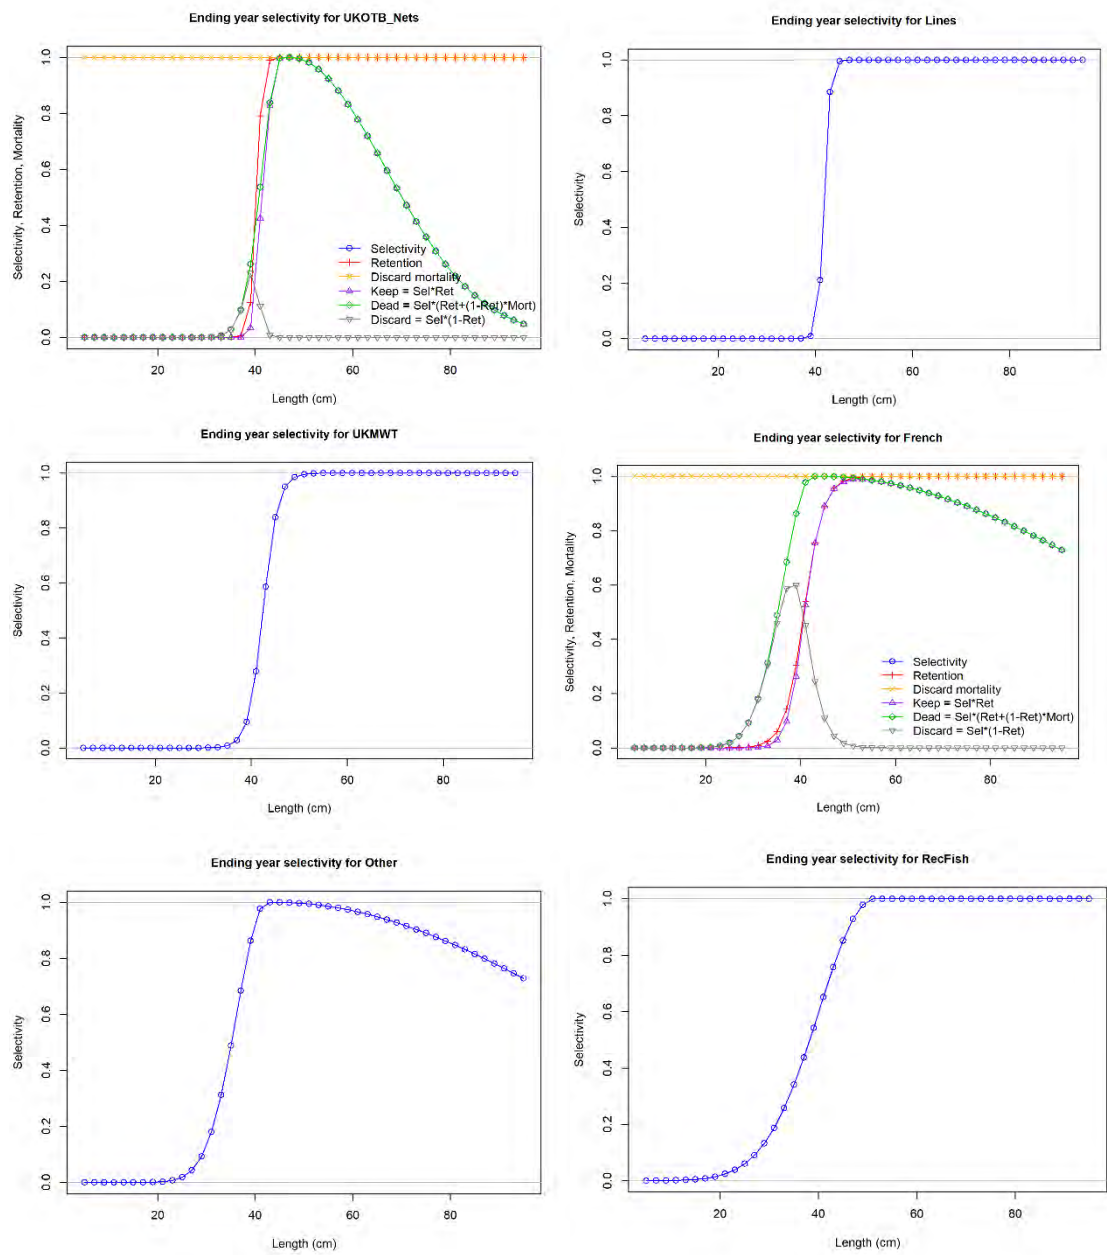 Ending year selectivity for UKOTB_Nets
Selectivity, Retention, Mortality
0.0 0.2 0.4 0.6 0.8 1.0
Selectivity
Retention
Discard mortality
Keep = Sel*Ret
Dead = Sel*(Ret+(1-Ret)*Mort)
Discard = Sel*(1-Ret)
20 40 60 80
Length (cm)
Ending year selectivity for Lines
Selectivity
0.0 0.2 0.4 0.6 0.8 1.0
20 40 60 80
Length (cm)
Ending year selectivity for UKMWT
Selectivity
0.0 0.2 0.4 0.6 0.8 1.0
20 40 60 80
Length (cm)
Ending year selectivity for French
Selectivity, Retention, Mortality
0.0 0.2 0.4 0.6 0.8 1.0
Selectivity
Retention
Discard mortality
Keep = Sel*Ret
Dead = Sel*(Ret+(1-Ret)*Mort)
Discard = Sel*(1-Ret)
20 40 60 80
Length (cm)
Ending year selectivity for Other
Selectivity
0.0 0.2 0.4 0.6 0.8 1.0
20 40 60 80
Length (cm)
Ending year selectivity for RecFish
Selectivity
0.0 0.2 0.4 0.6 0.8 1.0
20 40 60 80
Length (cm)